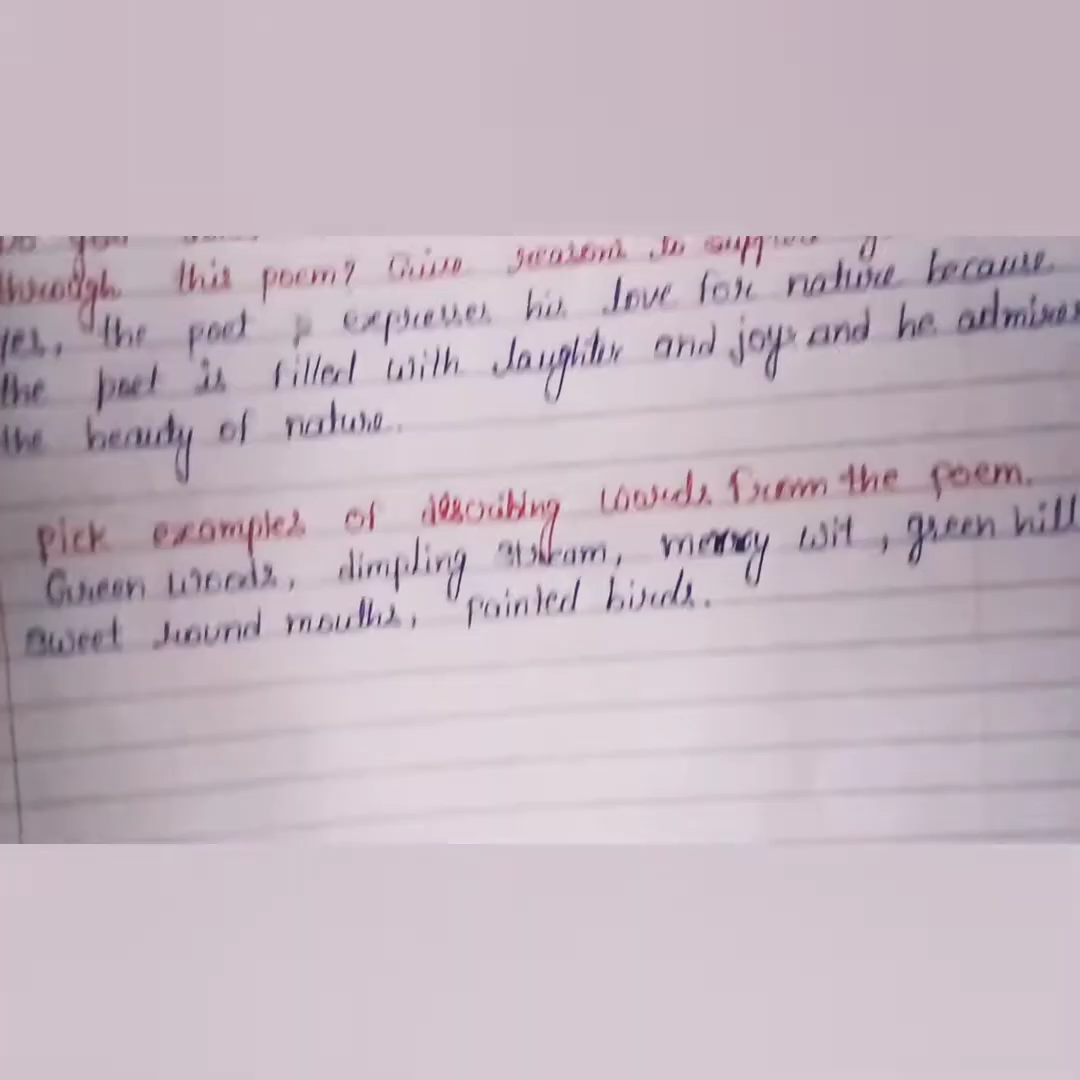 you
through this poem? Give reasons to support
yes, the poet expresses his love for nature because
the poet is filled with laughter and joy and he admires
the beauty of nature.
pick examples of describing words from the poem.
Green woods, dimpling stream, merry wit, green hill
sweet round mouths, painted birds.